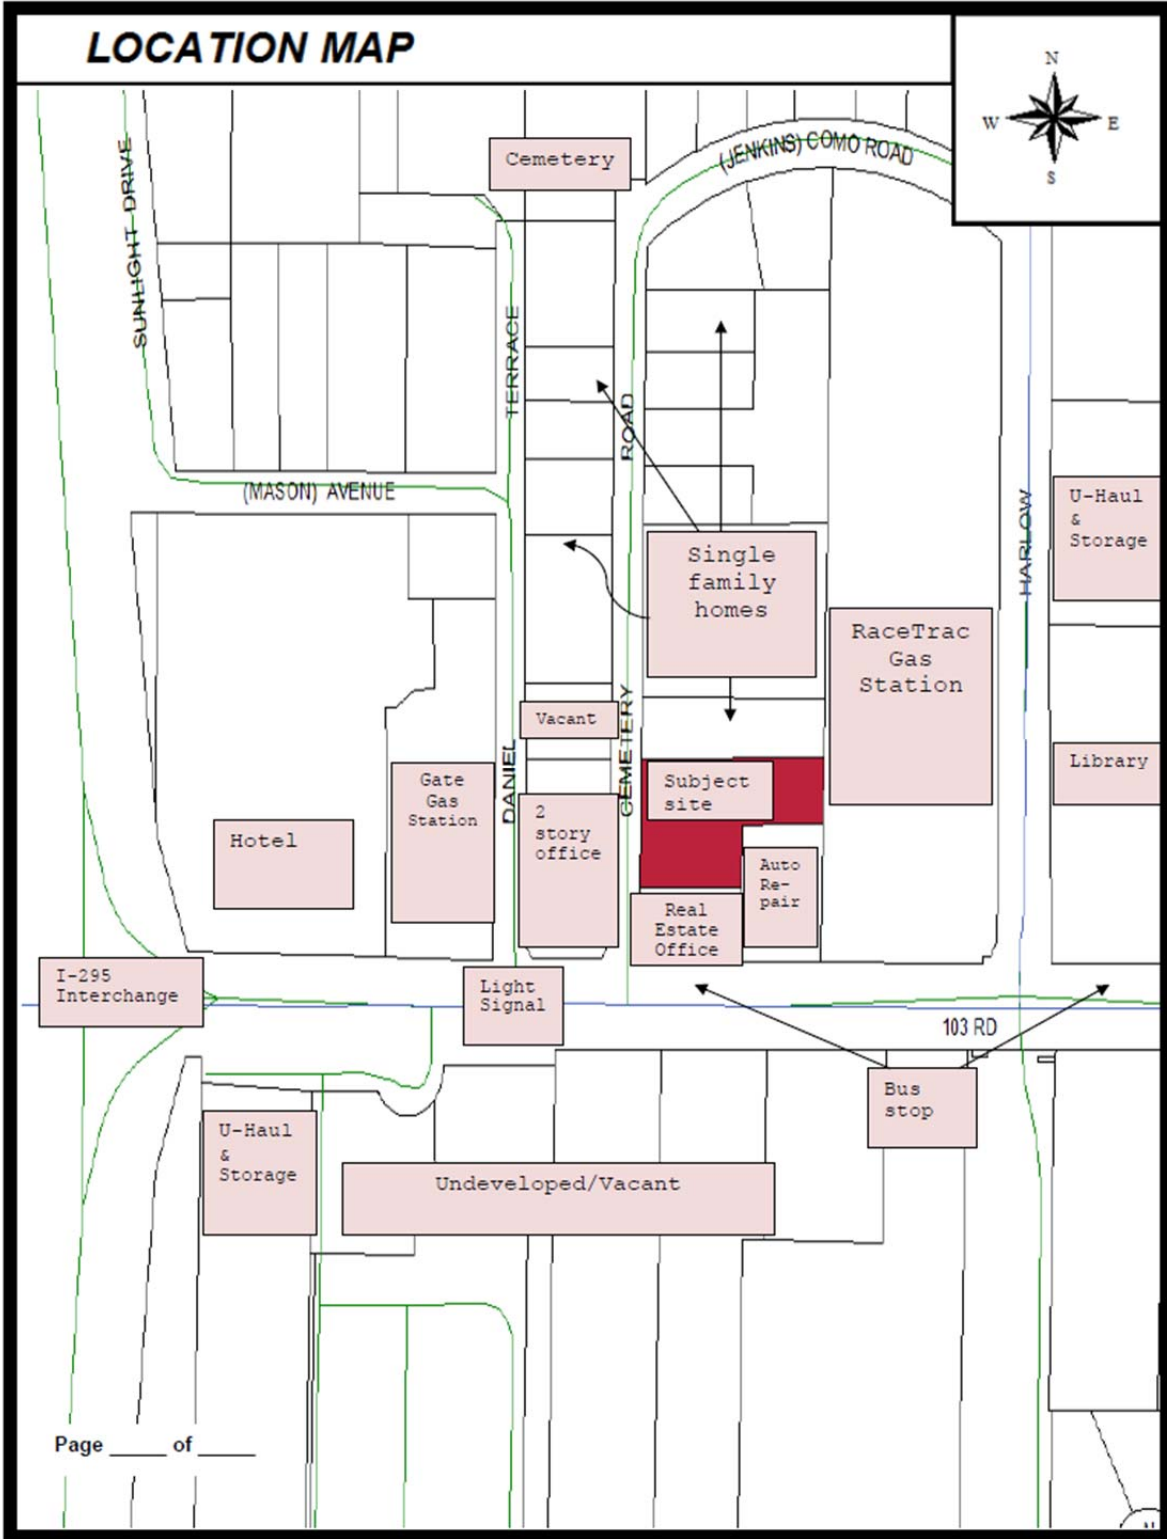 LOCATION MAP
N
W
E
S
Cemetery
(JENKINS) COMO ROAD
SUNLIGHT DRIVE
TERRACE
ROAD
(MASON) AVENUE
HARLOW
U-Haul
&
Storage
Single
family
homes
RaceTrac
Gas
Station
Vacant
CEMETERY
DANIEL
Gate
Gas
Station
Subject
site
Library
2
story
office
Hotel
Auto
Re-
pair
Real
Estate
Office
I-295
Interchange
Light
Signal
103 RD
Bus
stop
U-Haul
&
Storage
Undeveloped/Vacant
Page _____ of _____